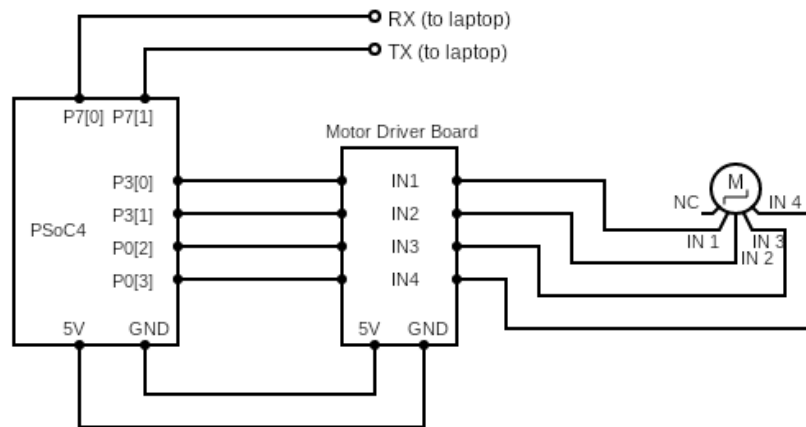 RX (to laptop)
TX (to laptop)
P7[0] P7[1]
Motor Driver Board
P3[0]
P3[1]
PSoC4
P0[2]
P0[3]
5V GND
IN1
IN2
IN3
IN4
5V GND
M
NC
IN 4
IN 1
IN 3
IN 2